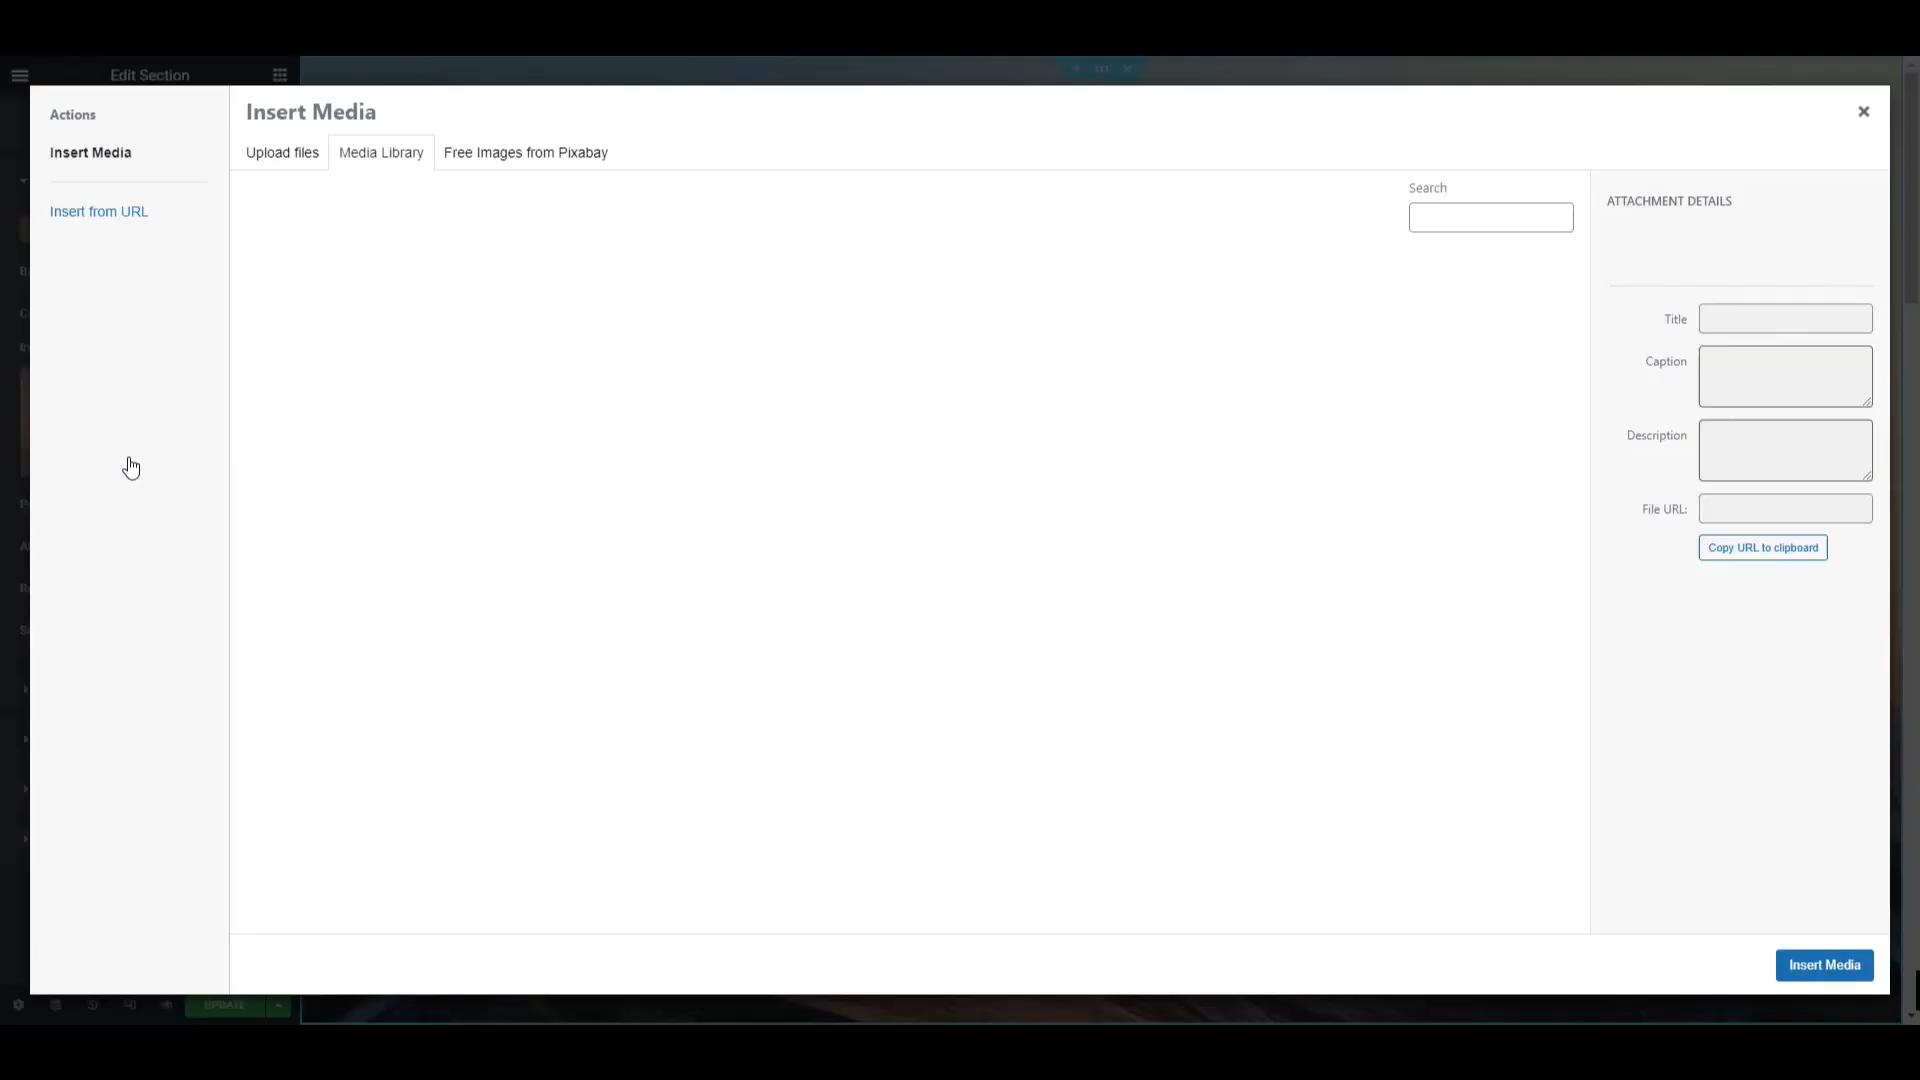 Edit Section
Actions
Insert Media
Insert from URL
Insert Media
Upload files
Media Library
Free Images from Pixabay
Search
ATTACHMENT DETAILS
Title
Caption
Description
File URL:
Copy URL to clipboard
Insert Media
UPDATE